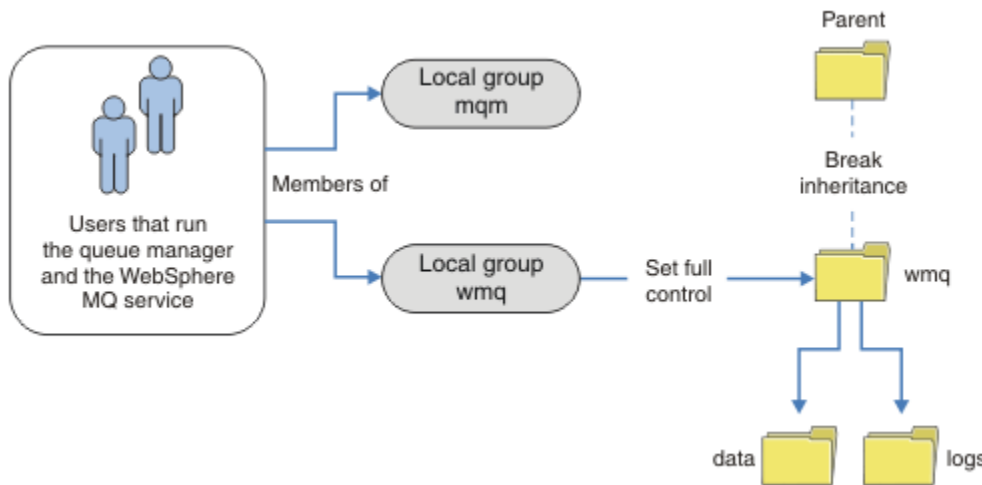 Users that run
the queue manager
and the WebSphere
MQ service
Members of
Local group
mqm
Local group
wmq
Set full
control
Parent
Break
inheritance
wmq
data
logs